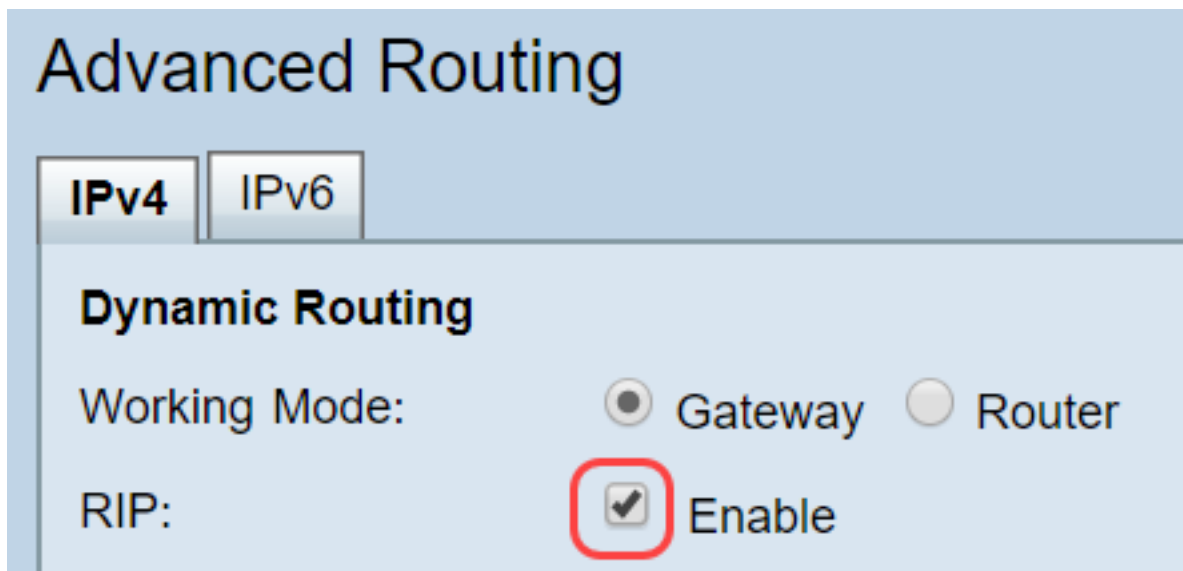 Advanced Routing
IPv4 IPv6
Dynamic Routing
Working Mode: Gateway Router
RIP: Enable